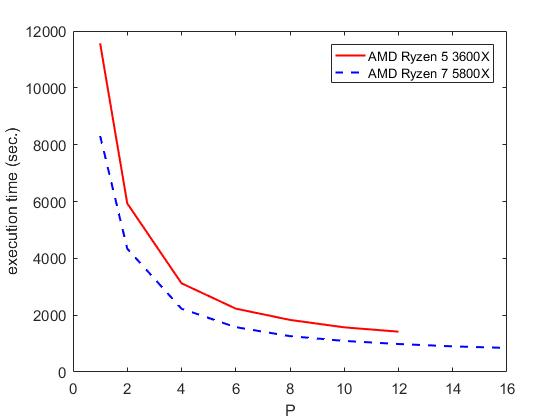 12000
10000
8000
6000
4000
2000
0
execution time (sec.)
AMD Ryzen 5 3600X
AMD Ryzen 7 5800X
0 2 4 6 8 10 12 14 16
P